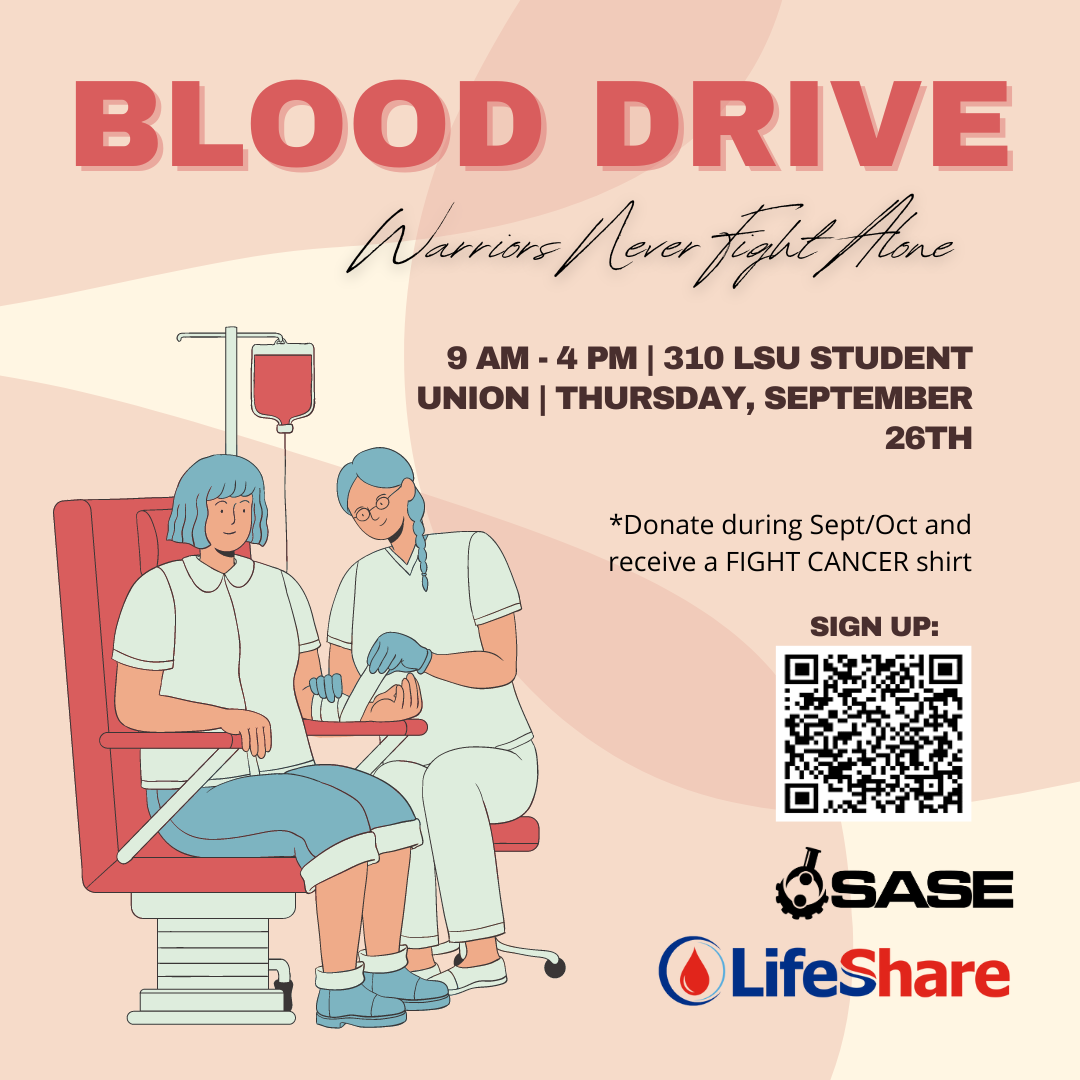 BLOOD DRIVE
Warriors Never Fight Alone
9 AM - 4 PM | 310 LSU STUDENT
UNION | THURSDAY, SEPTEMBER
26TH
*Donate during Sept/Oct and
receive a FIGHT CANCER shirt
SIGN UP:
SASE
LifeShare